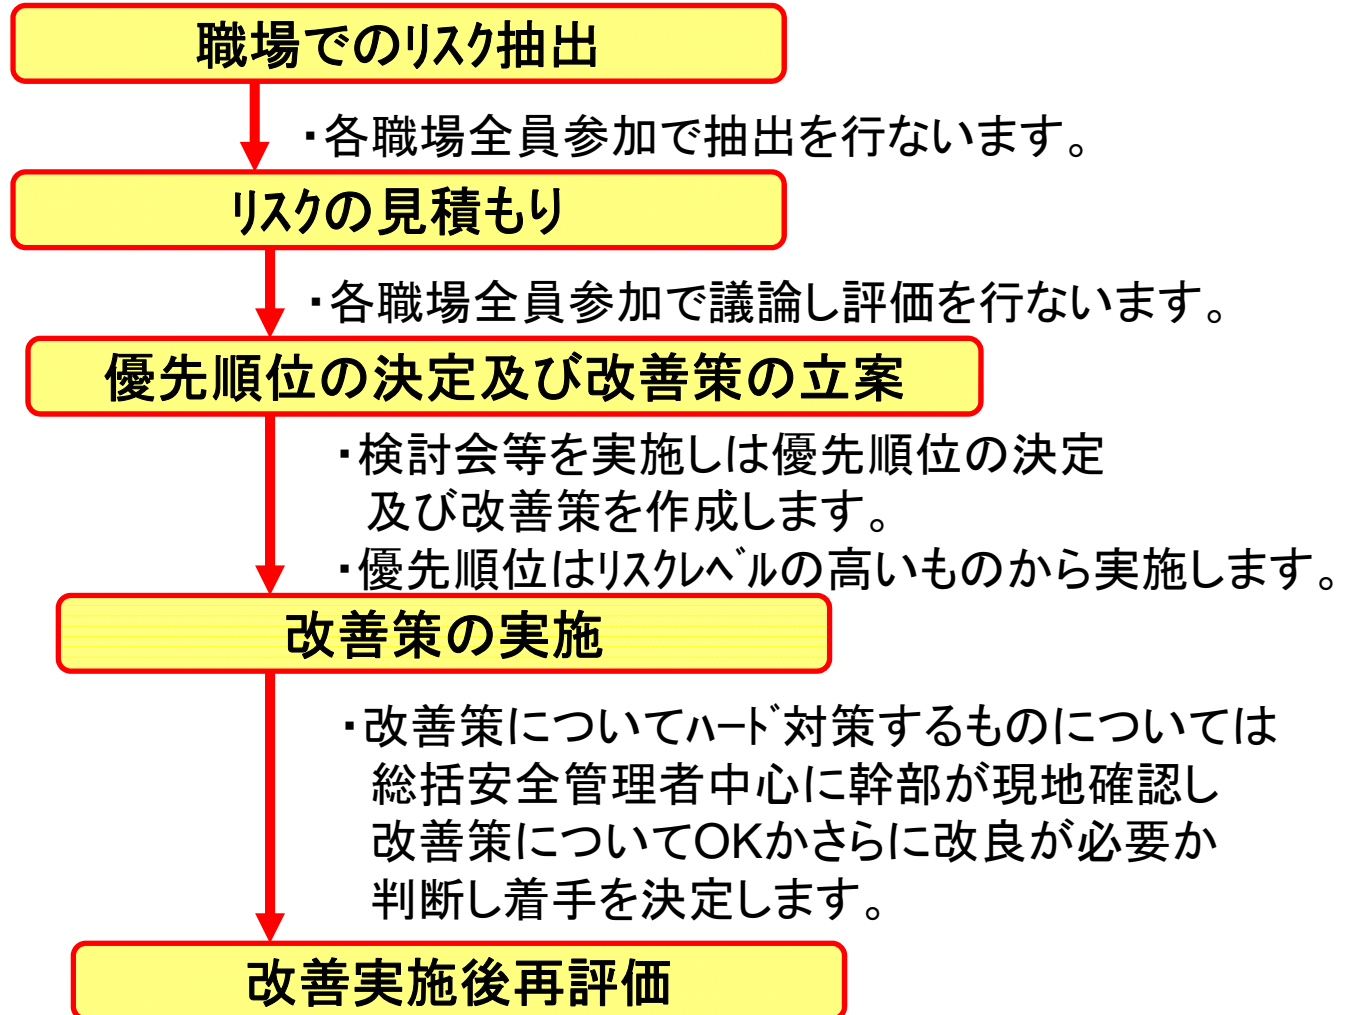 職場でのﾘｽｸ抽出
・各職場全員参加で抽出を行ないます。
ﾘｽｸの見積もり
・各職場全員参加で議論し評価を行ないます。
優先順位の決定及び改善策の立案
・検討会等を実施しは優先順位の決定
及び改善策を作成します。
・優先順位はﾘｽｸﾚﾍﾞﾙの高いものから実施します。
改善策の実施
・改善策についてﾊｰﾄﾞ対策するものについては
総括安全管理者中心に幹部が現地確認し
改善策についてOKかさらに改良が必要か
判断し着手を決定します。
改善実施後再評価